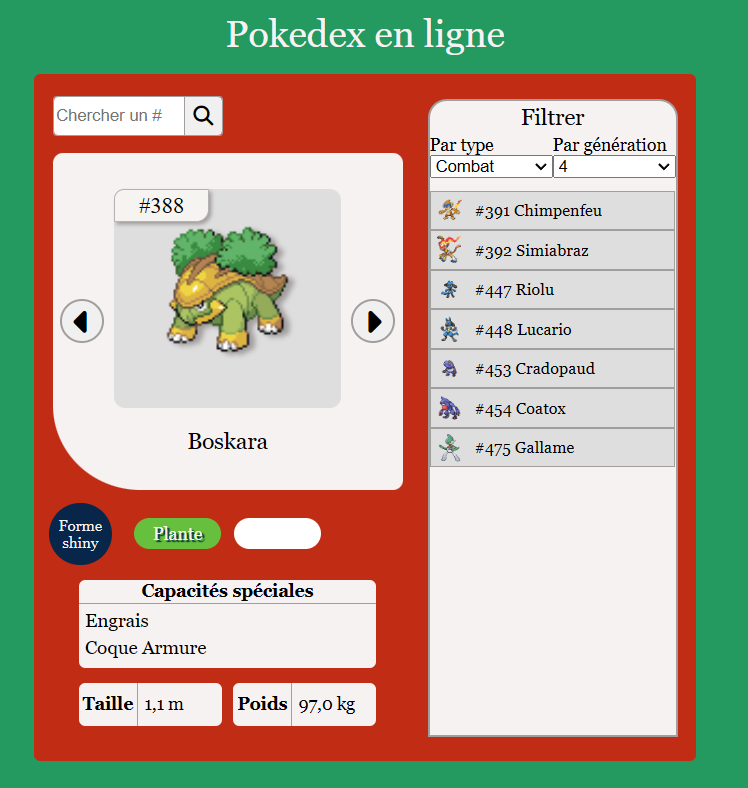 Pokedex en ligne
Chercher un #
#388
Boskara
Forme
shiny
Plante
Capacités spéciales
Engrais
Coque Armure
Taille 1,1 m
Poids 97,0 kg
Filtrer
Par type Par génération
Combat 4
#391 Chimpenfeu
#392 Simiabraz
#447 Riolu
#448 Lucario
#453 Cradopaud
#454 Coatox
#475 Gallame